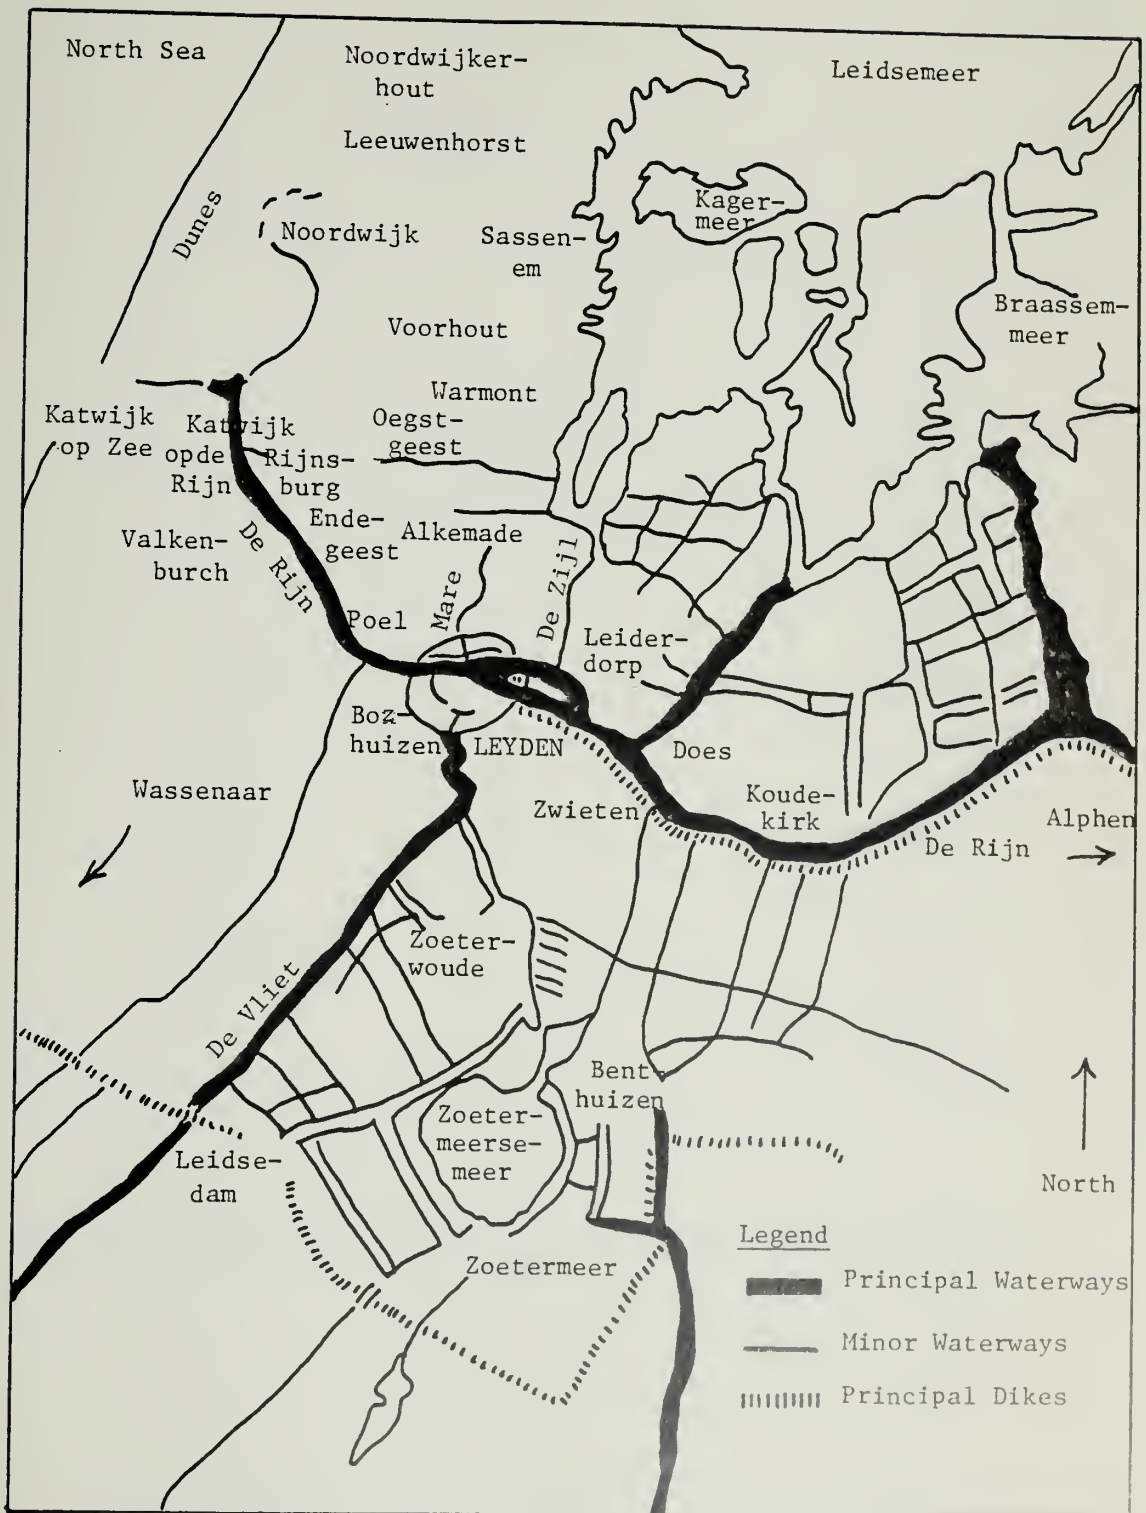 North Sea
Noordwijker-
hout
Leidsemeer
Leeuwenhorst
Dunes
Kager-
meer
Noordwijk
Sassen-
em
Braassem-
meer
Voorhout
Warmont
Katwijk
op Zee
Katwijk
opde
Rijn
Oegst-
geest
Rijns-
burg
Ende-
geest
Alkemade
Valken-
burch
De Rijn
Mare
De Zijl
Poel
Leider-
dorp
Boz-
huizen
LEYDEN
Does
Wassenaar
Zwieten
Koude-
kirk
Alphen
De Rijn
Zoeter-
woude
De Vliet
Bent-
huizen
Zoeter-
meerse-
meer
Leidse-
dam
North
Zoetermeer
Legend
Principal Waterways
Minor Waterways
Principal Dikes